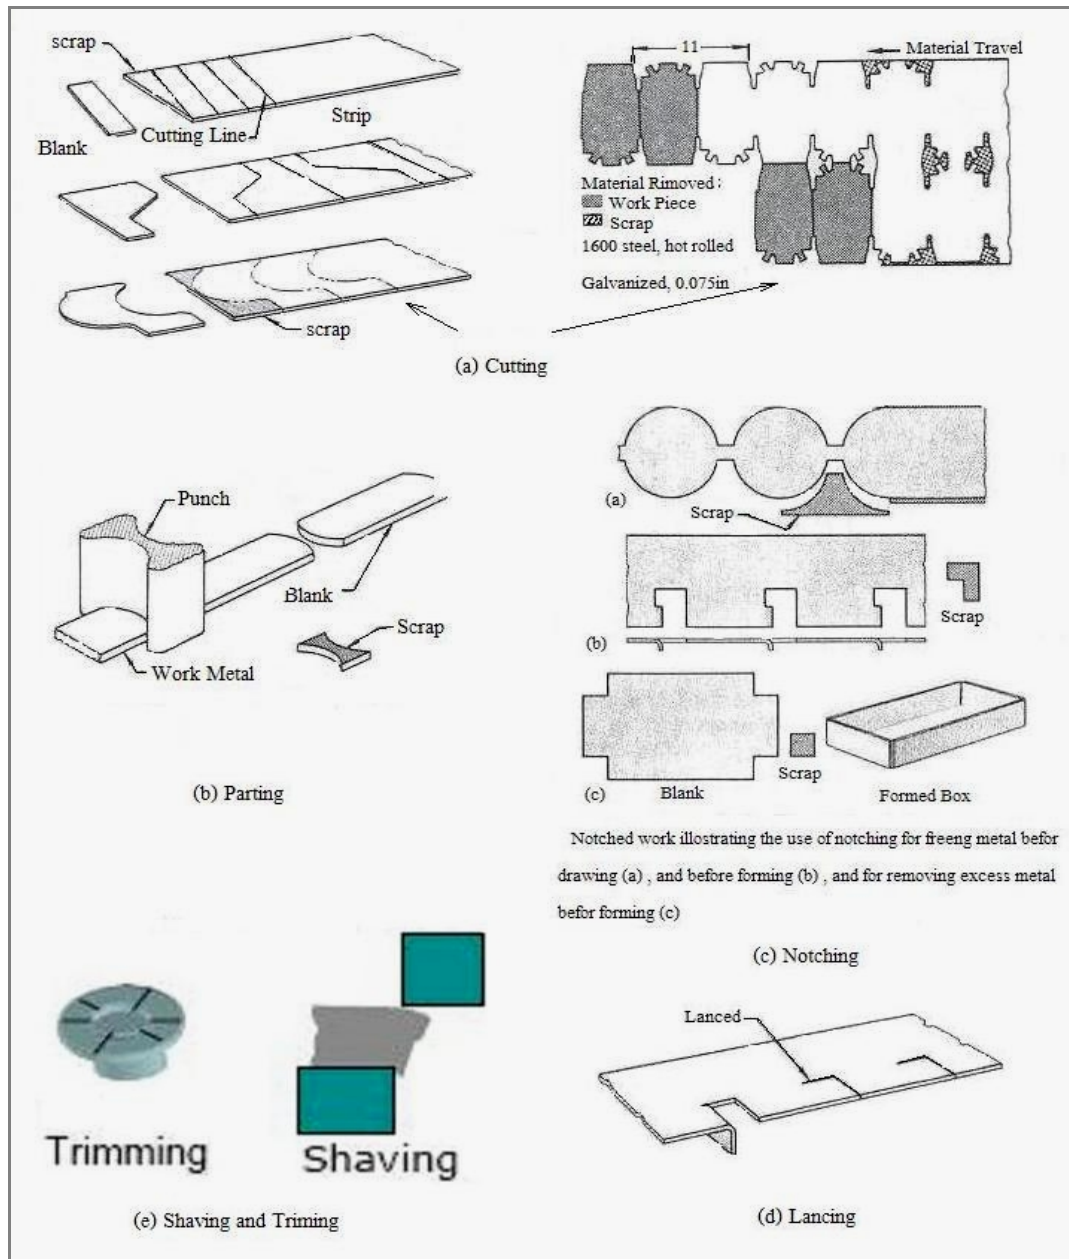 scrap
Blank
Cutting Line
Strip
scrap
11
Material Travel
Material Rimoved :
Work Piece
Scrap
1600 steel, hot rolled
Galvanized, 0.075in
(a) Cutting
Punch
Blank
Scrap
Work Metal
(b) Parting
(a)
Scrap
(b)
Scrap
(c)
Blank
Scrap
Formed Box
Notched work illostrating the use of notching for freeng metal befor
drawing (a) , and before forming (b) , and for removing excess metal
befor forming (c)
(c) Notching
Trimming
Shaving
(e) Shaving and Triming
Lanced
(d) Lancing